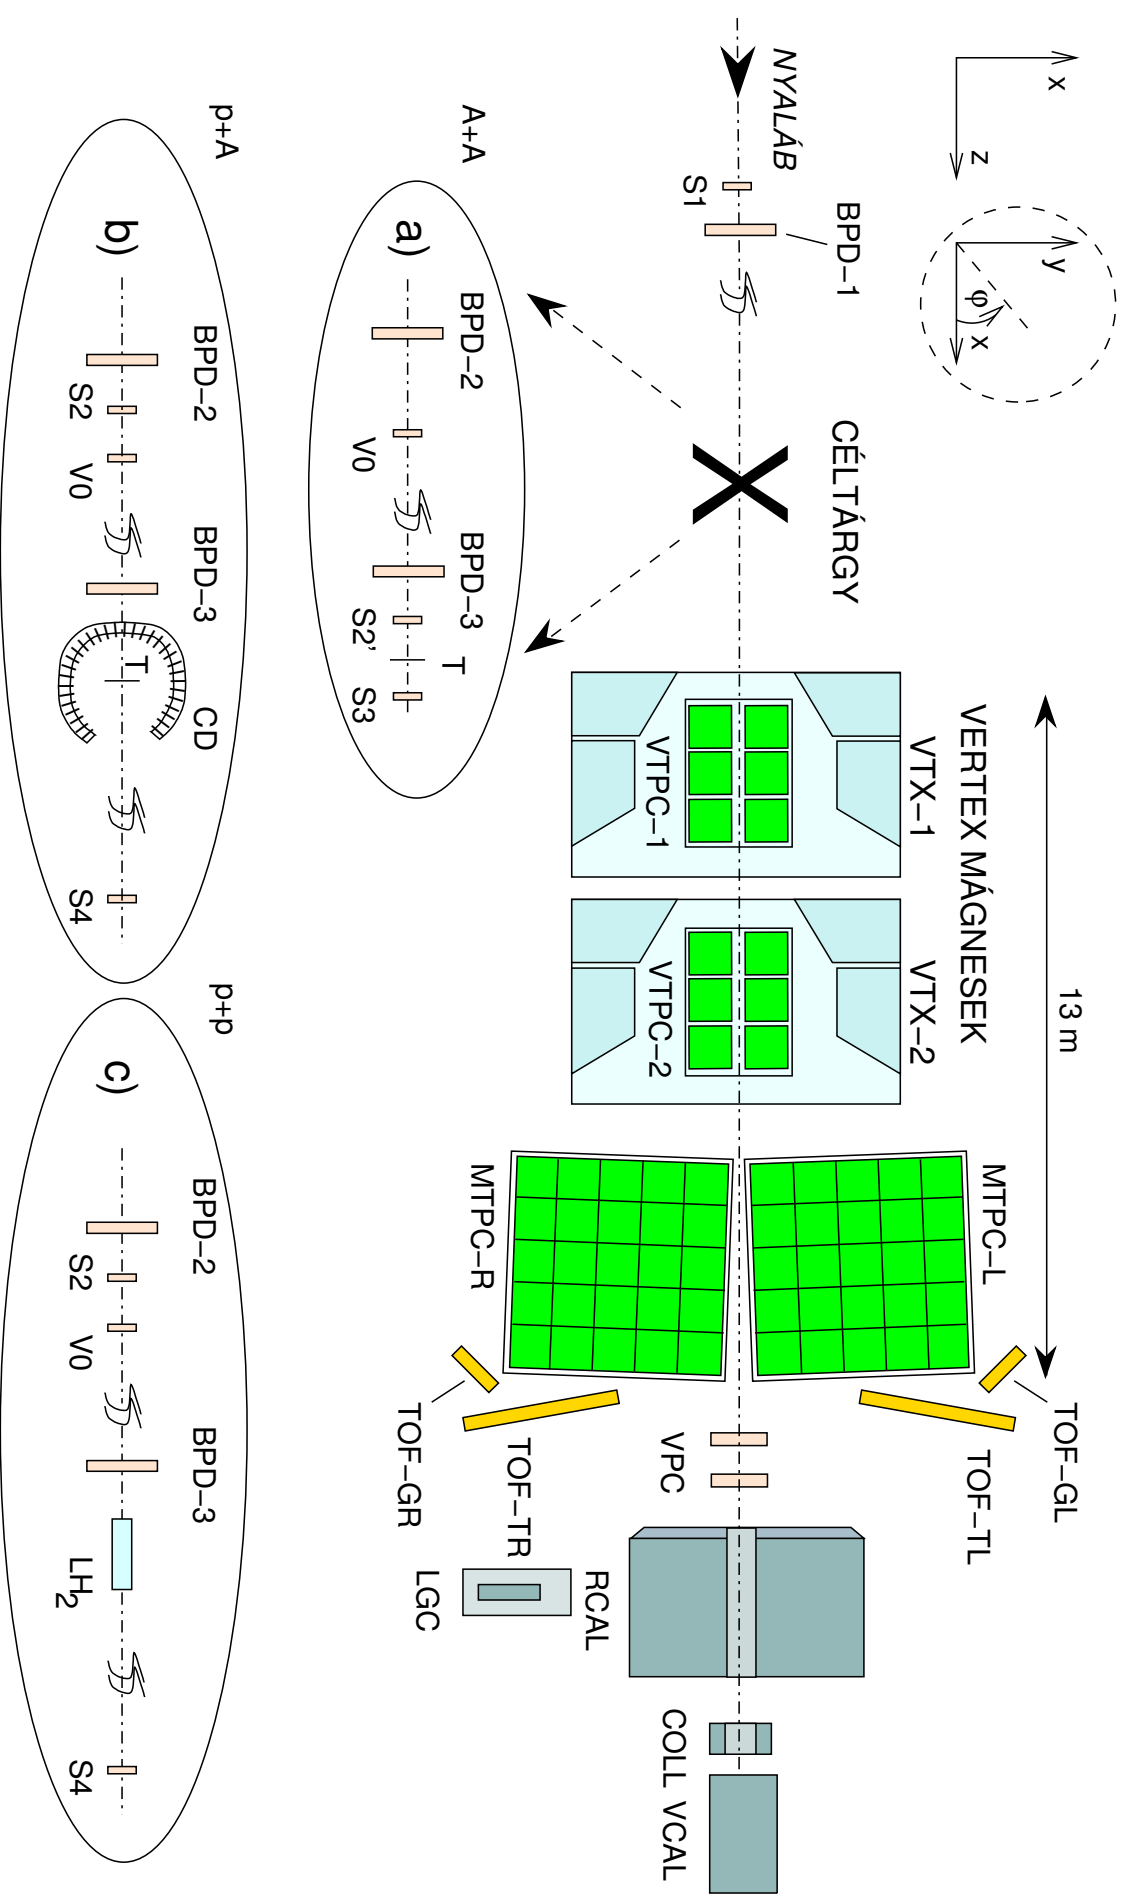 x
z
y
φ
x
13 m
VERTEX MÁGNESEK
NYALÁB
BPD–1
S1
CÉLTÁRGY
VTX–1
VTX–2
VTPC–1
VTPC–2
MTPC–L
MTPC–R
TOF–GL
TOF–TL
TOF–GR
TOF–TR
VPC
RCAL
LGC
COLL VCAL
A+A
a)
BPD–2
V0
BPD–3
S2'
T
S3
p+A
b)
BPD–2
S2
V0
BPD–3
T
CD
S4
p+p
c)
BPD–2
S2
V0
BPD–3
LH2
S4